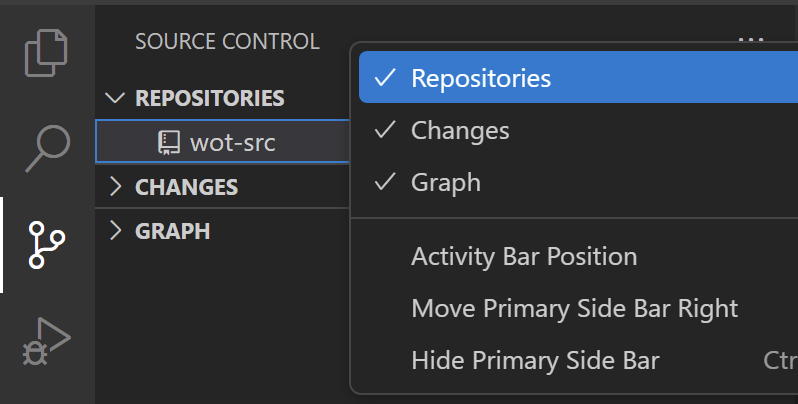 SOURCE CONTROL
...
REPOSITORIES
wot-src
CHANGES
GRAPH
Repositories
Changes
Graph
Activity Bar Position
Move Primary Side Bar Right
Hide Primary Side Bar Ctr